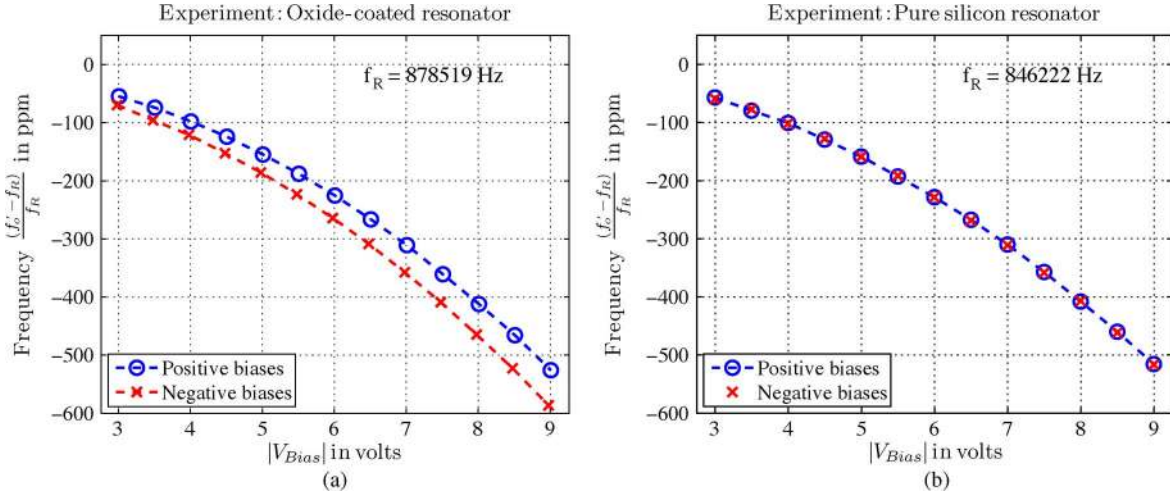 Experiment: Oxide-coated resonator
f_R = 878519 Hz
Frequency (f_o' − f_R) / f_R in ppm
0
−100
−200
−300
−400
−500
−600
Positive biases
Negative biases
3 4 5 6 7 8 9
|V_Bias| in volts
(a)
Experiment: Pure silicon resonator
f_R = 846222 Hz
Frequency (f_o' − f_R) / f_R in ppm
0
−100
−200
−300
−400
−500
−600
Positive biases
Negative biases
3 4 5 6 7 8 9
|V_Bias| in volts
(b)